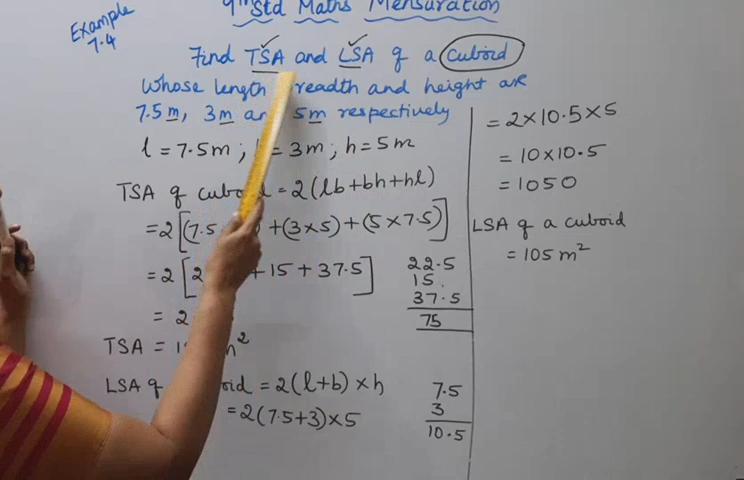 9th Std Maths Mensuration
Example
7.4
Find TSA and LSA of a cuboid
whose length readth and height are
7.5m, 3m an 5m respectively
l = 7.5m ; = 3m ; h = 5m
TSA of cubo l = 2(lb+bh+hl)
=2[(7.5 ) +(3×5)+(5×7.5)]
=2[2 +15+37.5]
= 2
TSA = 1 m²
22.5
15.
37.5
75
LSA of oid = 2(l+b)×h
=2(7.5+3)×5
7.5
3
10.5
=2×10.5×5
=10×10.5
=1050
LSA of a cuboid
=105m²